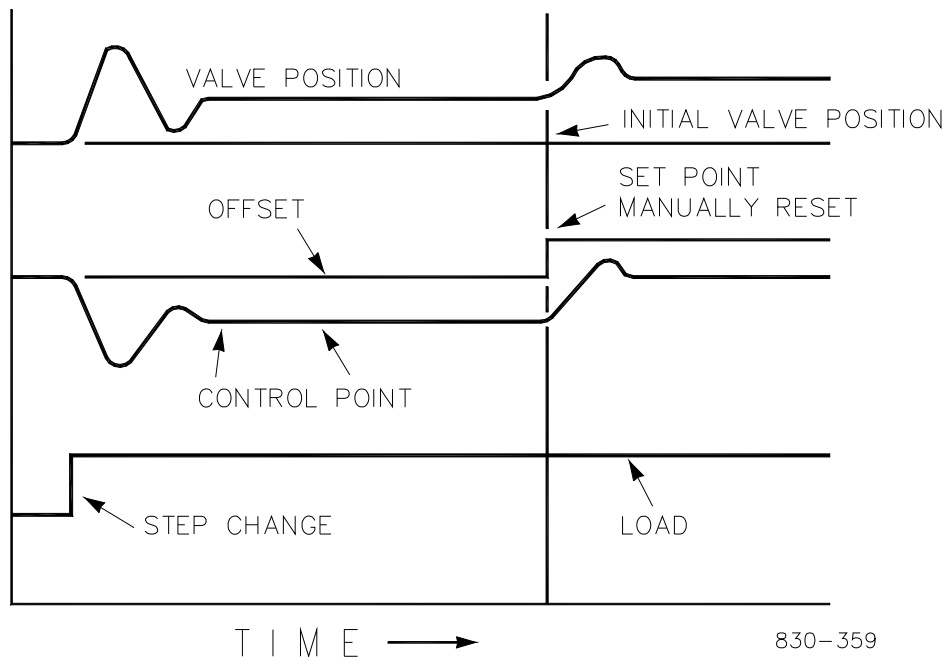 VALVE POSITION
INITIAL VALVE POSITION
SET POINT
MANUALLY RESET
OFFSET
CONTROL POINT
STEP CHANGE
LOAD
TIME
830-359